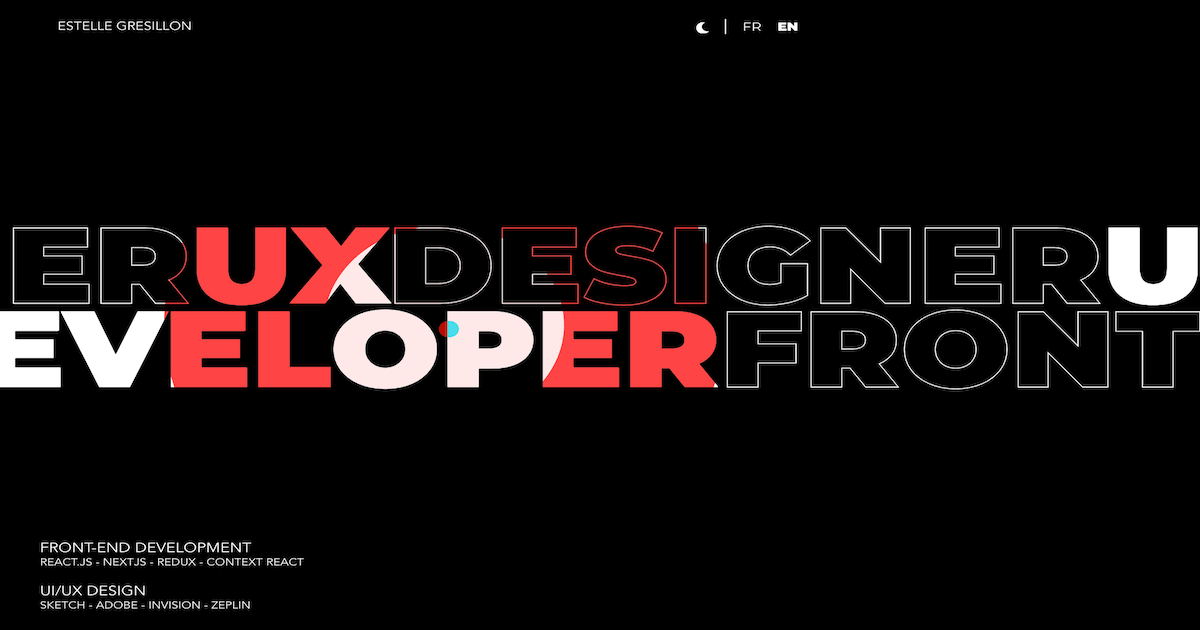 ESTELLE GRESILLON
FR EN
ERUXDESIGNERU
EVELOPERFRONT
FRONT-END DEVELOPMENT
REACT.JS - NEXTJS - REDUX - CONTEXT REACT
UI/UX DESIGN
SKETCH - ADOBE - INVISION - ZEPLIN